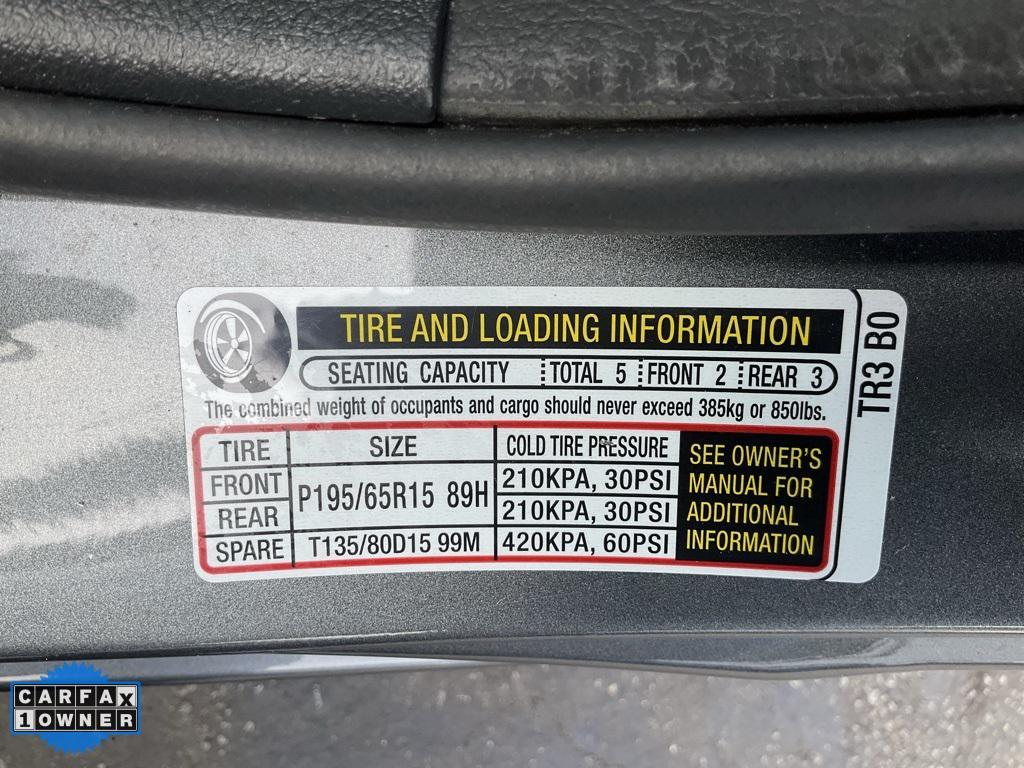 TIRE AND LOADING INFORMATION
SEATING CAPACITY TOTAL 5 FRONT 2 REAR 3
The combined weight of occupants and cargo should never exceed 385kg or 850lbs.
TIRE SIZE COLD TIRE PRESSURE
FRONT P195/65R15 89H 210KPA, 30PSI
REAR 210KPA, 30PSI
SPARE T135/80D15 99M 420KPA, 60PSI
SEE OWNER'S
MANUAL FOR
ADDITIONAL
INFORMATION
TR3 B0
CARFAX
1 OWNER